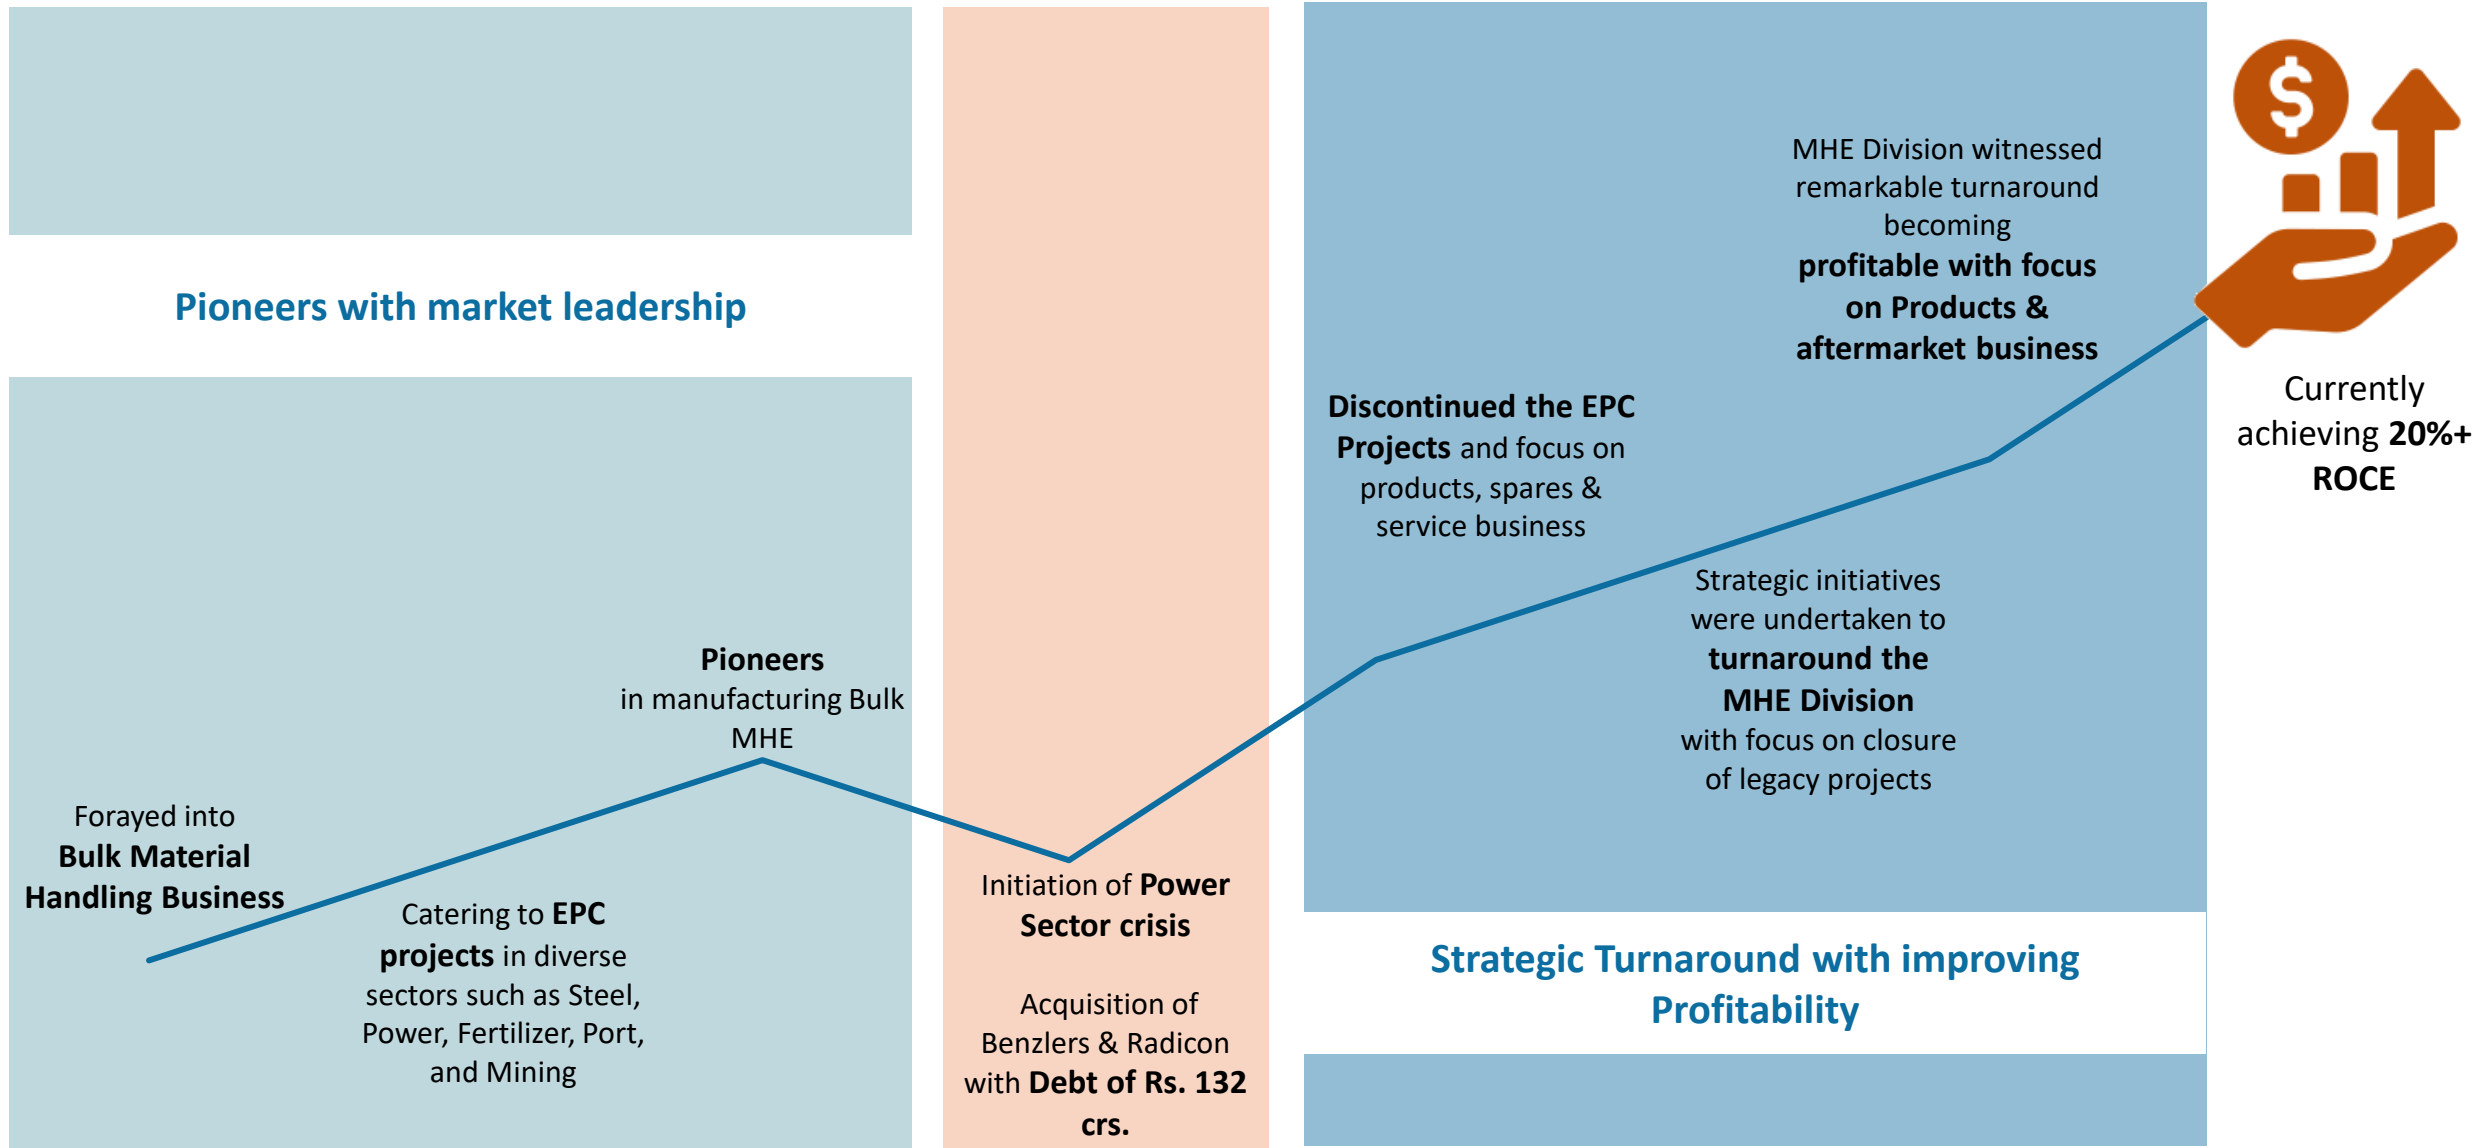 Pioneers with market leadership
Forayed into
Bulk Material
Handling Business
Catering to EPC
projects in diverse
sectors such as Steel,
Power, Fertilizer, Port,
and Mining
Pioneers
in manufacturing Bulk
MHE
Initiation of Power
Sector crisis
Acquisition of
Benzlers & Radicon
with Debt of Rs. 132
crs.
Discontinued the EPC
Projects and focus on
products, spares &
service business
Strategic initiatives
were undertaken to
turnaround the
MHE Division
with focus on closure
of legacy projects
MHE Division witnessed
remarkable turnaround
becoming
profitable with focus
on Products &
aftermarket business
Strategic Turnaround with improving
Profitability
$
Currently
achieving 20%+
ROCE